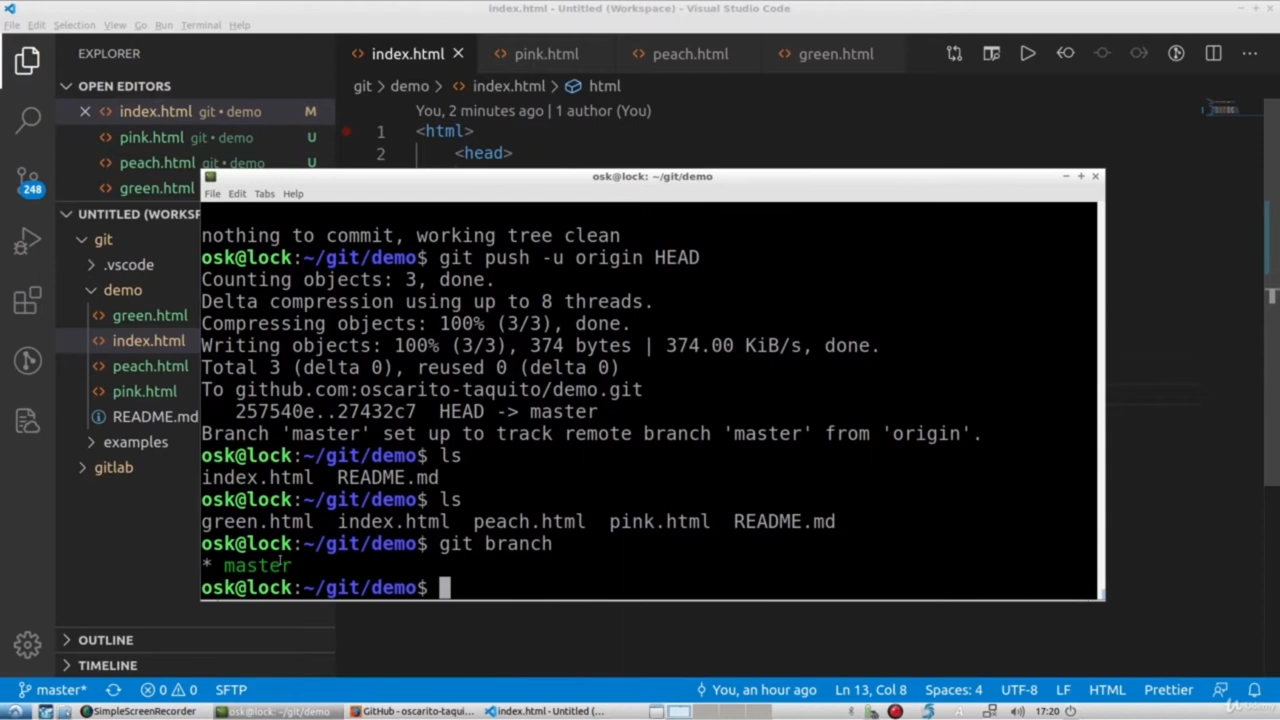 index.html - Untitled (Workspace) - Visual Studio Code
File Edit Selection View Go Run Terminal Help
EXPLORER
index.html
pink.html
peach.html
green.html
OPEN EDITORS
git > demo > index.html > html
index.html git • demo M
You, 2 minutes ago | 1 author (You)
pink.html git • demo U
1 <html>
peach.html git • demo U
2 <head>
green.html git • demo U
248
UNTITLED (WORKSP
git
.vscode
demo
green.html
index.html
peach.html
pink.html
README.md
examples
gitlab
OUTLINE
TIMELINE
osk@lock: ~/git/demo
File Edit Tabs Help
nothing to commit, working tree clean
osk@lock:~/git/demo$ git push -u origin HEAD
Counting objects: 3, done.
Delta compression using up to 8 threads.
Compressing objects: 100% (3/3), done.
Writing objects: 100% (3/3), 374 bytes | 374.00 KiB/s, done.
Total 3 (delta 0), reused 0 (delta 0)
To github.com:oscarito-taquito/demo.git
257540e..27432c7 HEAD -> master
Branch 'master' set up to track remote branch 'master' from 'origin'.
osk@lock:~/git/demo$ ls
index.html README.md
osk@lock:~/git/demo$ ls
green.html index.html peach.html pink.html README.md
osk@lock:~/git/demo$ git branch
* master
osk@lock:~/git/demo$
master* 0 0 SFTP You, an hour ago Ln 13, Col 8 Spaces: 4 UTF-8 LF HTML Prettier
SimpleScreenRecorder osk@lock: ~/git/demo GitHub - oscarito-taqui... index.html - Untitled (... 17:20
Udemy